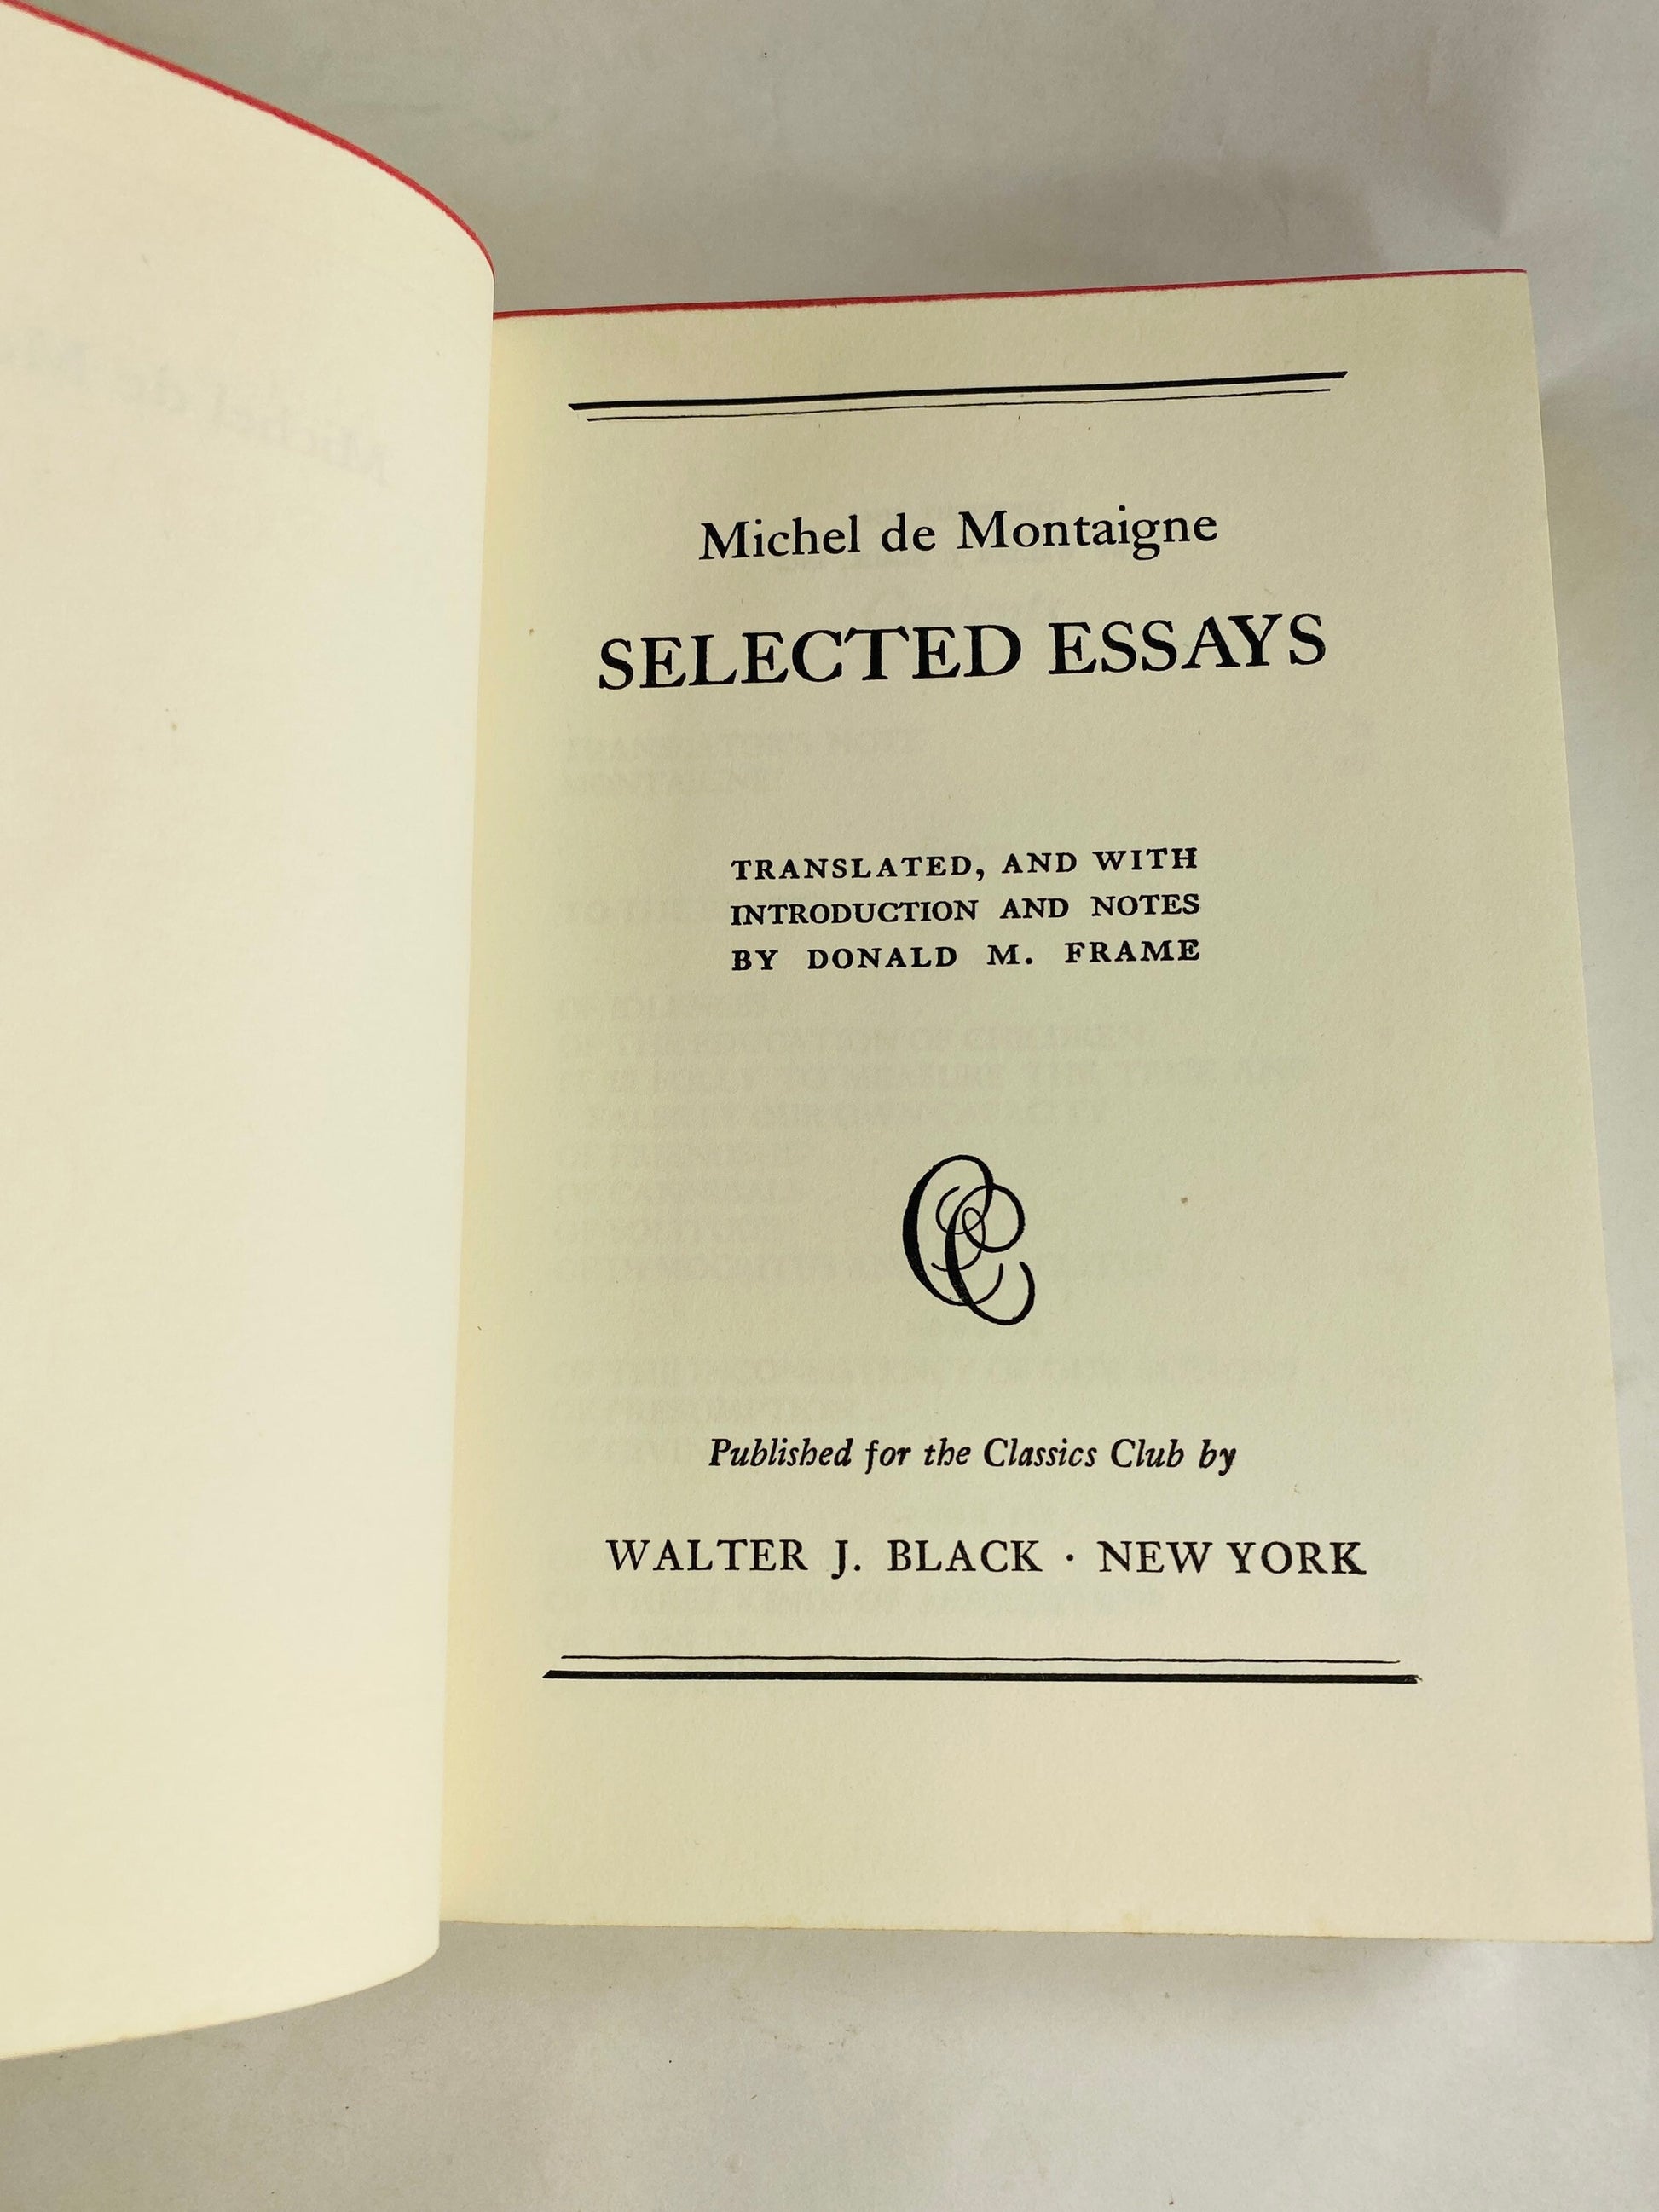 Michel de Montaigne
SELECTED ESSAYS
TRANSLATED, AND WITH
INTRODUCTION AND NOTES
BY DONALD M. FRAME
CC
Published for the Classics Club by
WALTER J. BLACK · NEW YORK